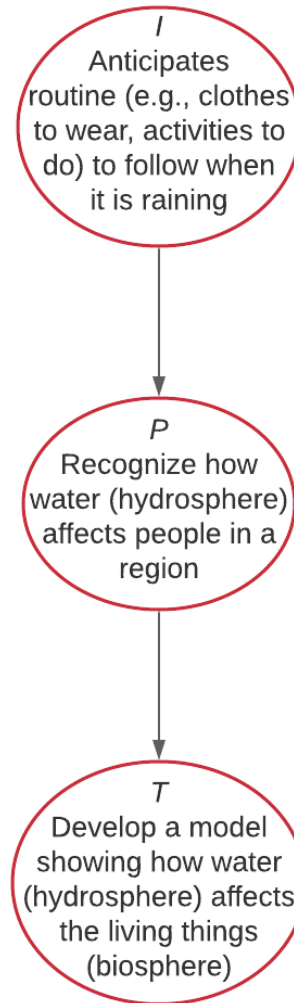 I
Anticipates
routine (e.g., clothes
to wear, activities to
do) to follow when
it is raining
P
Recognize how
water (hydrosphere)
affects people in a
region
T
Develop a model
showing how water
(hydrosphere) affects
the living things
(biosphere)